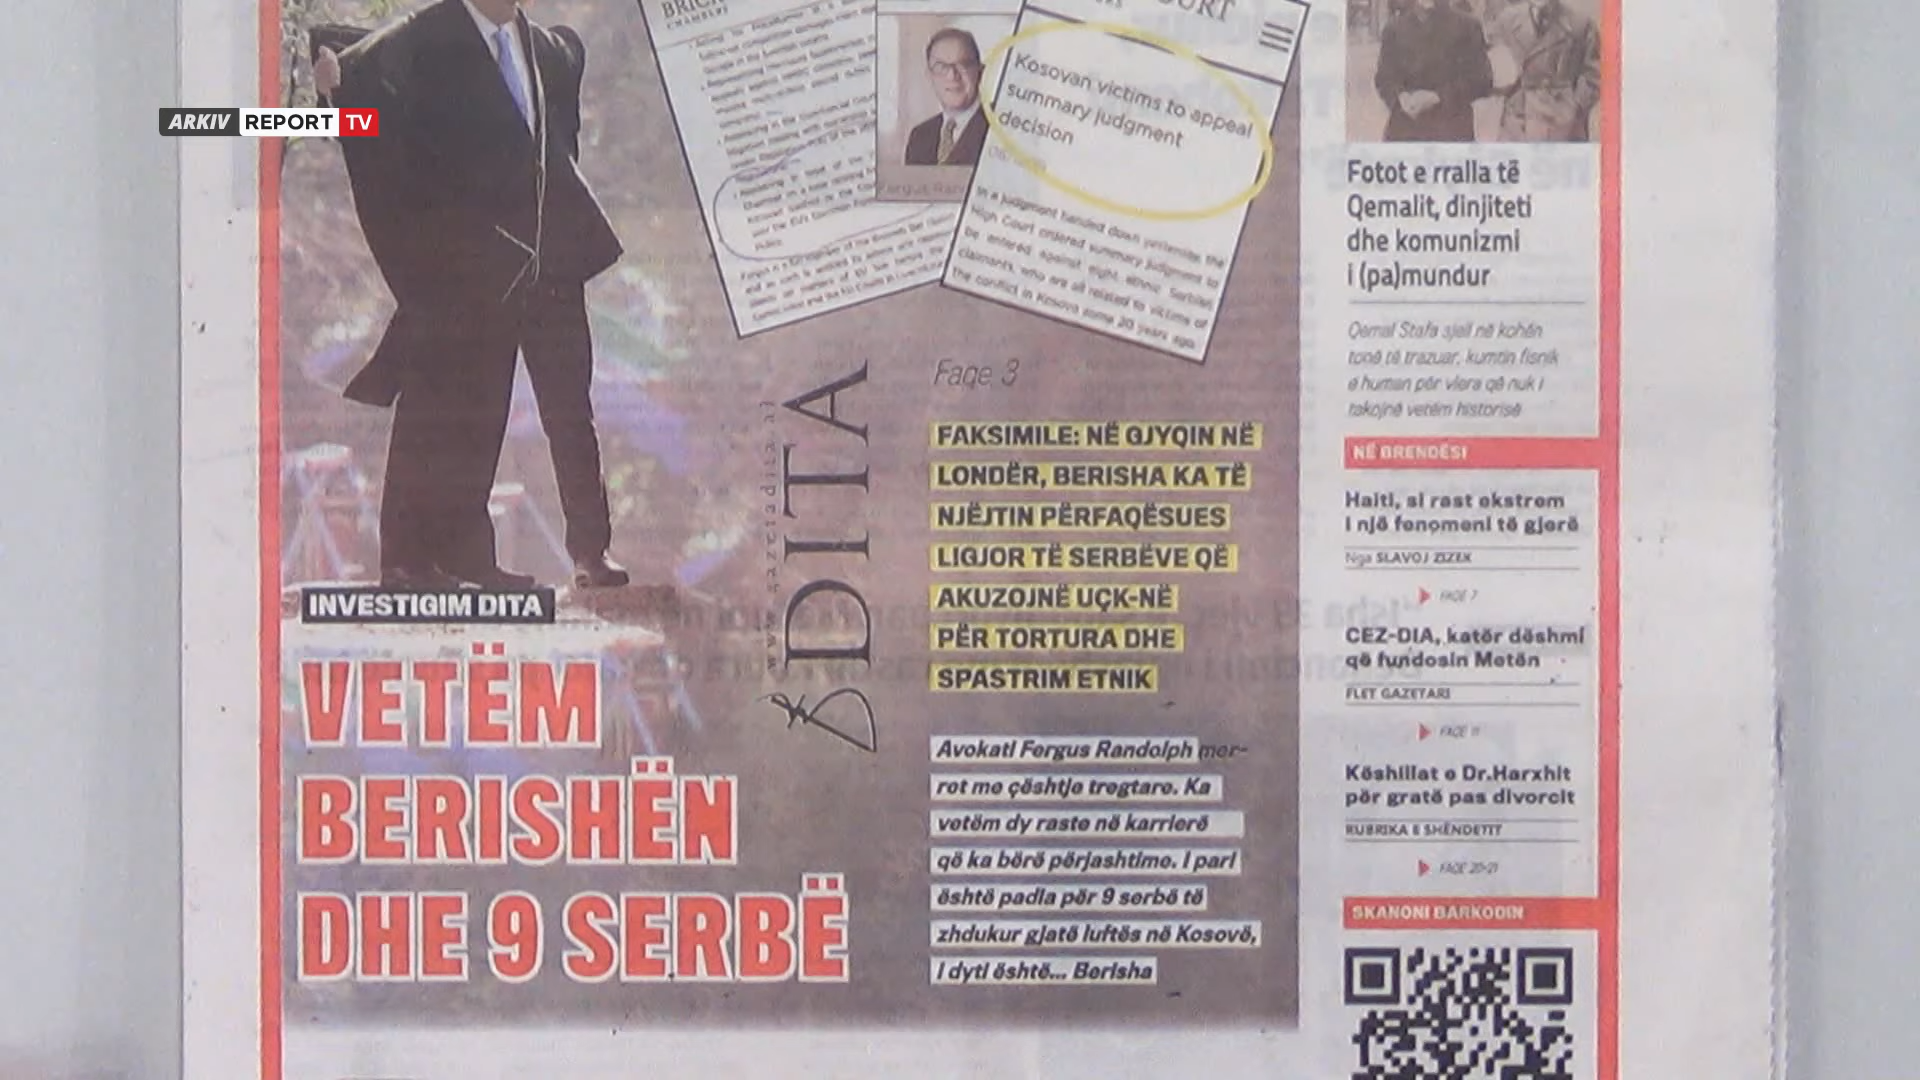 ARKIV REPORT TV
Kosovan victims to appeal
summary judgment
decision
In a judgment handed down yesterday, the
High Court ordered summary judgment to
be entered against eight ethnic Serbian
claimants, who are all related to victims of
the conflict in Kosovo some 20 years ago.
Faqe 3
FAKSIMILE: NË GJYQIN NË
LONDËR, BERISHA KA TË
NJËJTIN PËRFAQËSUES
LIGJOR TË SERBËVE QË
AKUZOJNË UÇK-NË
PËR TORTURA DHE
SPASTRIM ETNIK
Avokati Fergus Randolph mer-
rot me çështje tregtare. Ka
vetëm dy raste në karrierë
që ka bërë përjashtime. I pari
është padia për 9 serbë të
zhdukur gjatë luftës në Kosovë,
i dyti është... Berisha
DITA
www.gazetadita.al
INVESTIGIM DITA
VETËM
BERISHËN
DHE 9 SERBË
Fotot e rralla të
Qemalit, dinjiteti
dhe komunizmi
i (pa)mundur
Qemal Stafa sjell në kohën
tonë të trazuar, kumtin fisnik
e human për vlera që nuk i
takojnë vetëm historisë
NË BRENDËSI
Haiti, si rast ekstrem
i një fenomeni të gjerë
Nga SLAVOJ ZIZEK
FAQE 7
CEZ-DIA, katër dëshmi
që fundosin Metën
FLET GAZETARI
FAQE 11
Këshillat e Dr.Harxhit
për gratë pas divorcit
RUBRIKA E SHËNDETIT
FAQE 20-21
SKANONI BARKODIN